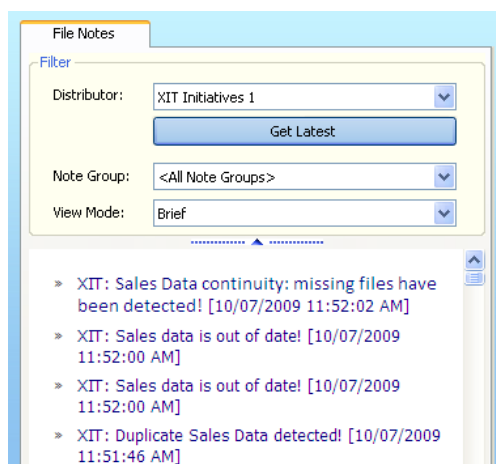 File Notes
Filter
Distributor: XIT Initiatives 1
Get Latest
Note Group: <All Note Groups>
View Mode: Brief
» XIT: Sales Data continuity: missing files have
been detected! [10/07/2009 11:52:02 AM]
» XIT: Sales data is out of date! [10/07/2009
11:52:00 AM]
» XIT: Sales data is out of date! [10/07/2009
11:52:00 AM]
» XIT: Duplicate Sales Data detected! [10/07/2009
11:51:46 AM]